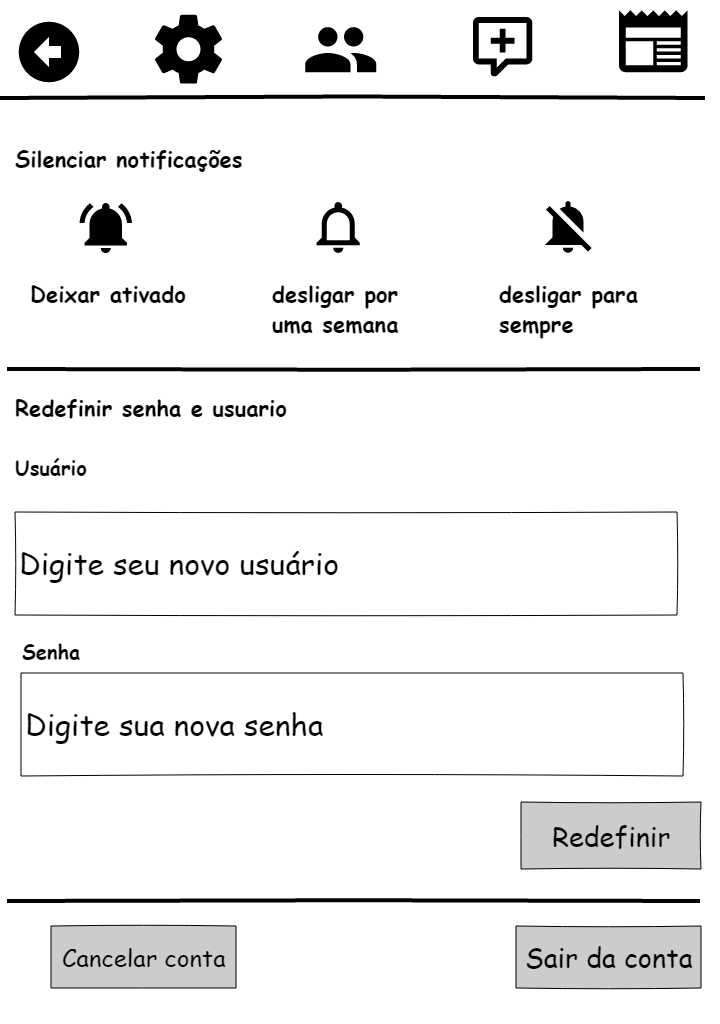 Silenciar notificações
Deixar ativado
desligar por
uma semana
desligar para
sempre
Redefinir senha e usuario
Usuário
Digite seu novo usuário
Senha
Digite sua nova senha
Redefinir
Cancelar conta
Sair da conta